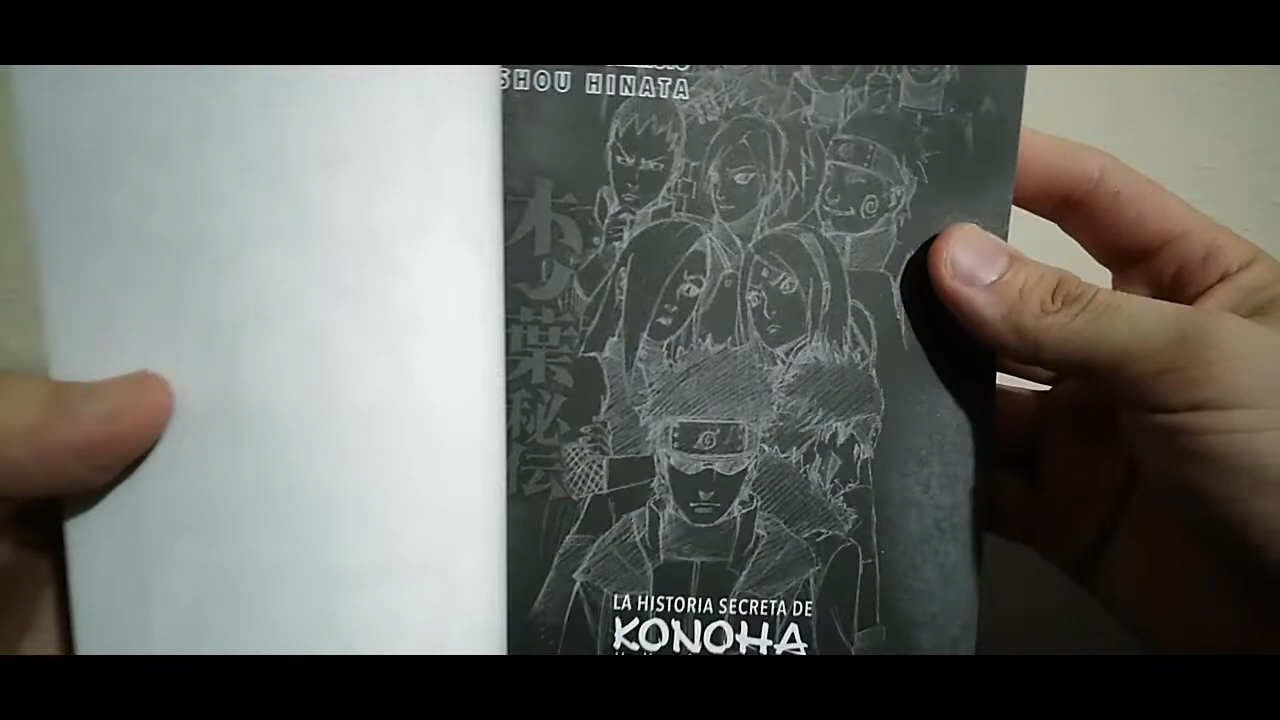 SHOU HINATA
木
ノ
葉
秘
伝
LA HISTORIA SECRETA DE
KONOHA